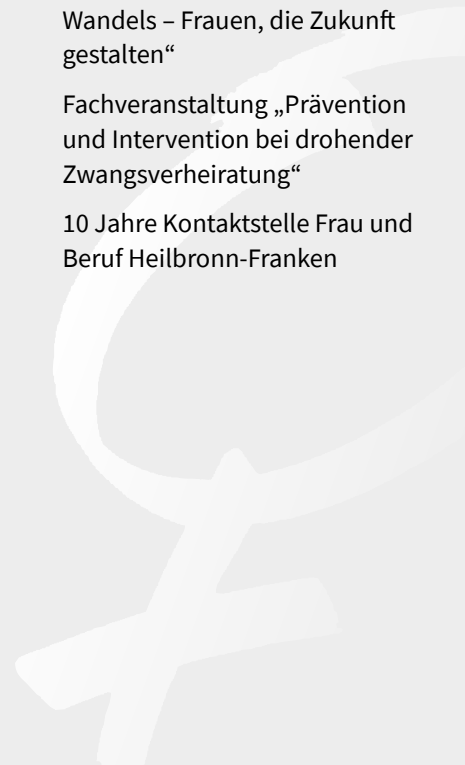 Wandels – Frauen, die Zukunft
gestalten“
Fachveranstaltung „Prävention
und Intervention bei drohender
Zwangsverheiratung“
10 Jahre Kontaktstelle Frau und
Beruf Heilbronn-Franken